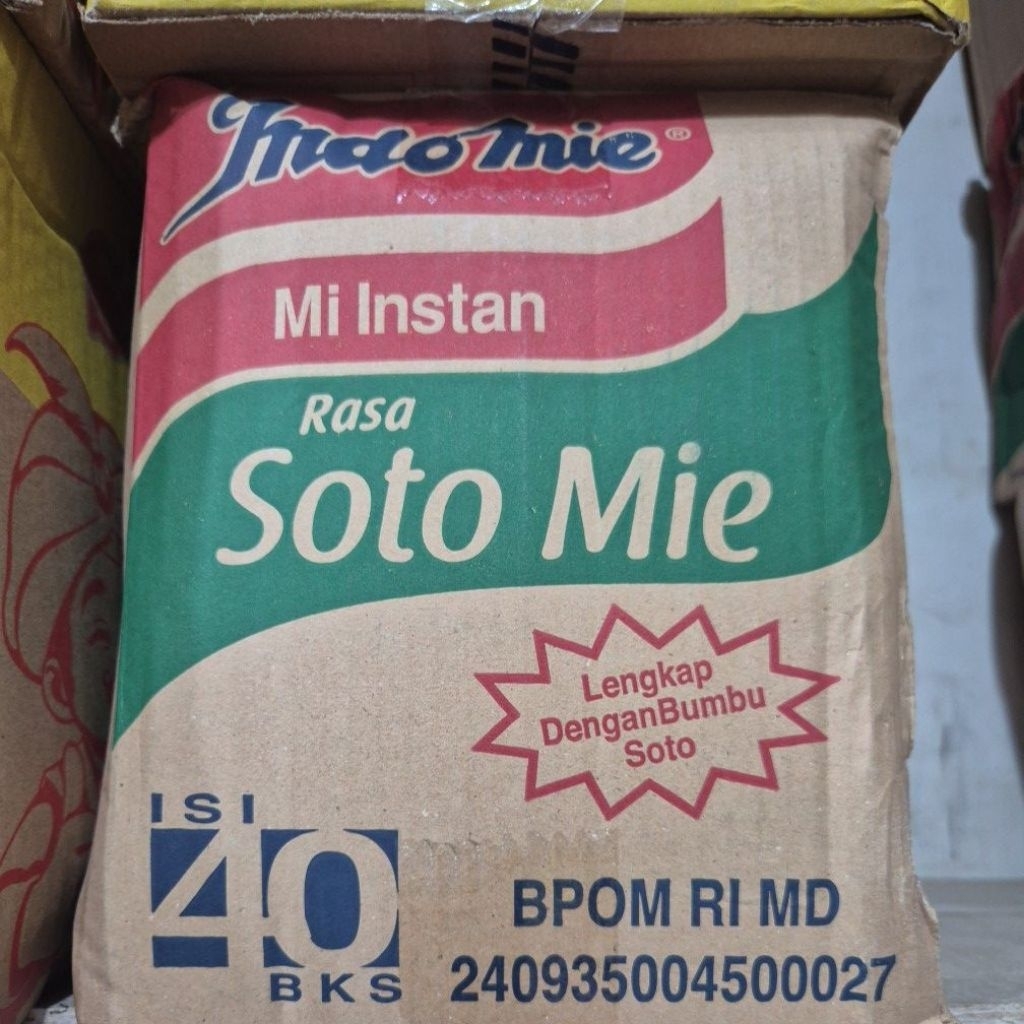 Indomie®
Mi Instan
Rasa
Soto Mie
Lengkap
DenganBumbu
Soto
ISI
40
BKS
BPOM RI MD
240935004500027